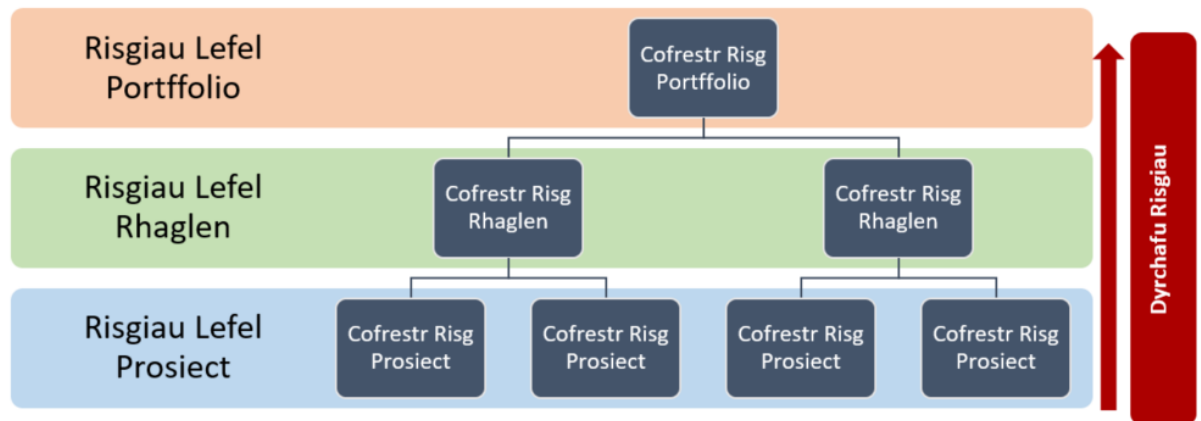 Risgiau Lefel
Portffolio
Cofrestr Risg
Portffolio
Risgiau Lefel
Rhaglen
Cofrestr Risg
Rhaglen
Cofrestr Risg
Rhaglen
Risgiau Lefel
Prosiect
Cofrestr Risg
Prosiect
Cofrestr Risg
Prosiect
Cofrestr Risg
Prosiect
Cofrestr Risg
Prosiect
Dyrchafu Risgiau